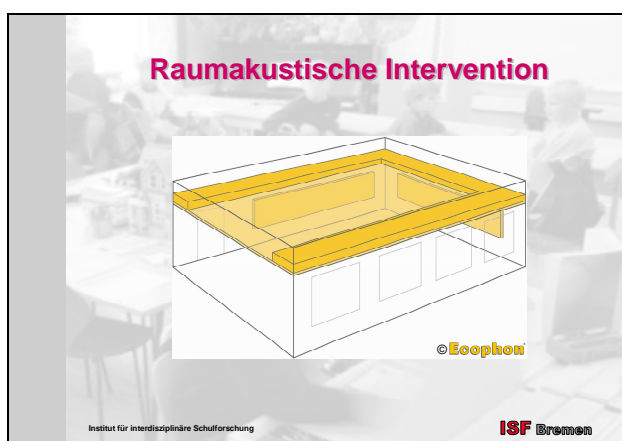 Raumakustische Intervention
©Ecophon
Institut für interdisziplinäre Schulforschung
ISF Bremen